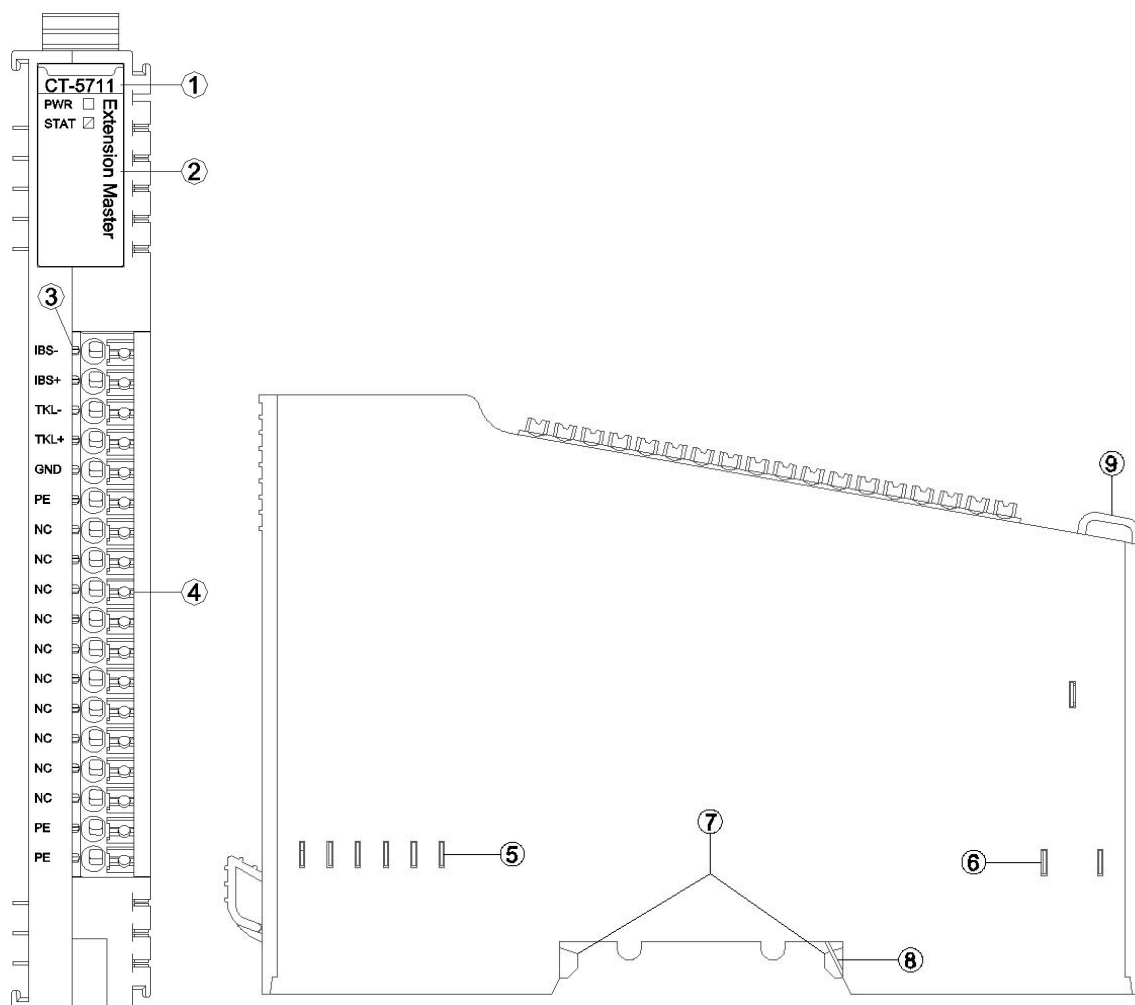 CT-5711
PWR
STAT
Extension Master
1
2
3
IBS-
IBS+
TKL-
TKL+
GND
PE
NC
NC
NC
NC
NC
NC
NC
NC
NC
NC
PE
PE
4
5
6
7
8
9